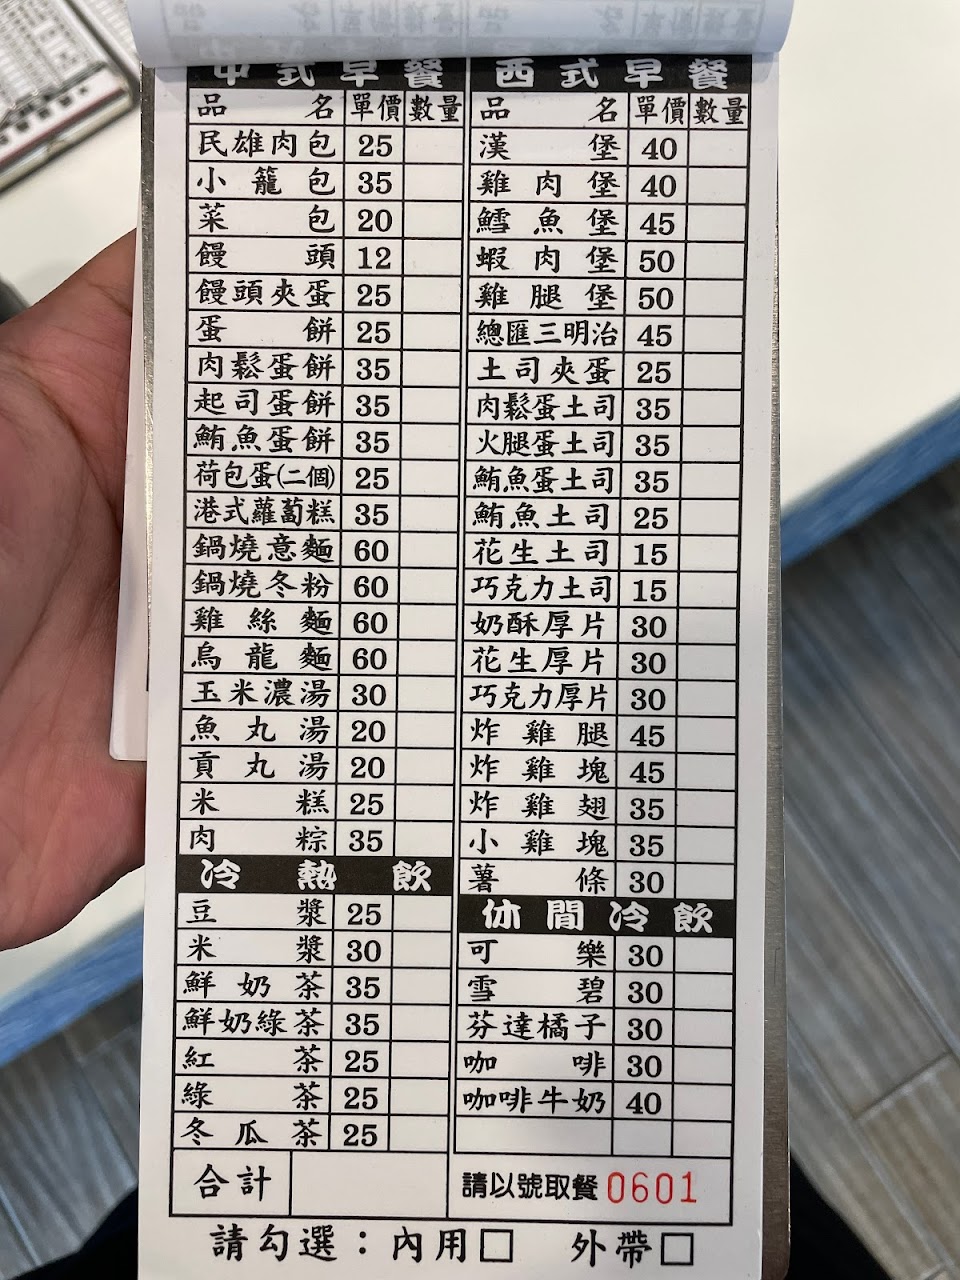 中式早餐
品名 單價 數量
民雄肉包 25
小籠包 35
菜包 20
饅頭 12
饅頭夾蛋 25
蛋餅 25
肉鬆蛋餅 35
起司蛋餅 35
鮪魚蛋餅 35
荷包蛋(二個) 25
港式蘿蔔糕 35
鍋燒意麵 60
鍋燒冬粉 60
雞絲麵 60
烏龍麵 60
玉米濃湯 30
魚丸湯 20
貢丸湯 20
米糕 25
肉粽 35
冷熱飲
豆漿 25
米漿 30
鮮奶茶 35
鮮奶綠茶 35
紅茶 25
綠茶 25
冬瓜茶 25
合計
西式早餐
品名 單價 數量
漢堡 40
雞肉堡 40
鱈魚堡 45
蝦肉堡 50
雞腿堡 50
總匯三明治 45
土司夾蛋 25
肉鬆蛋土司 35
火腿蛋土司 35
鮪魚蛋土司 35
鮪魚土司 25
花生土司 15
巧克力土司 15
奶酥厚片 30
花生厚片 30
巧克力厚片 30
炸雞腿 45
炸雞塊 45
炸雞翅 35
小雞塊 35
薯條 30
休閒冷飲
可樂 30
雪碧 30
芬達橘子 30
咖啡 30
咖啡牛奶 40
請以號取餐 0601
請勾選：內用□ 外帶□